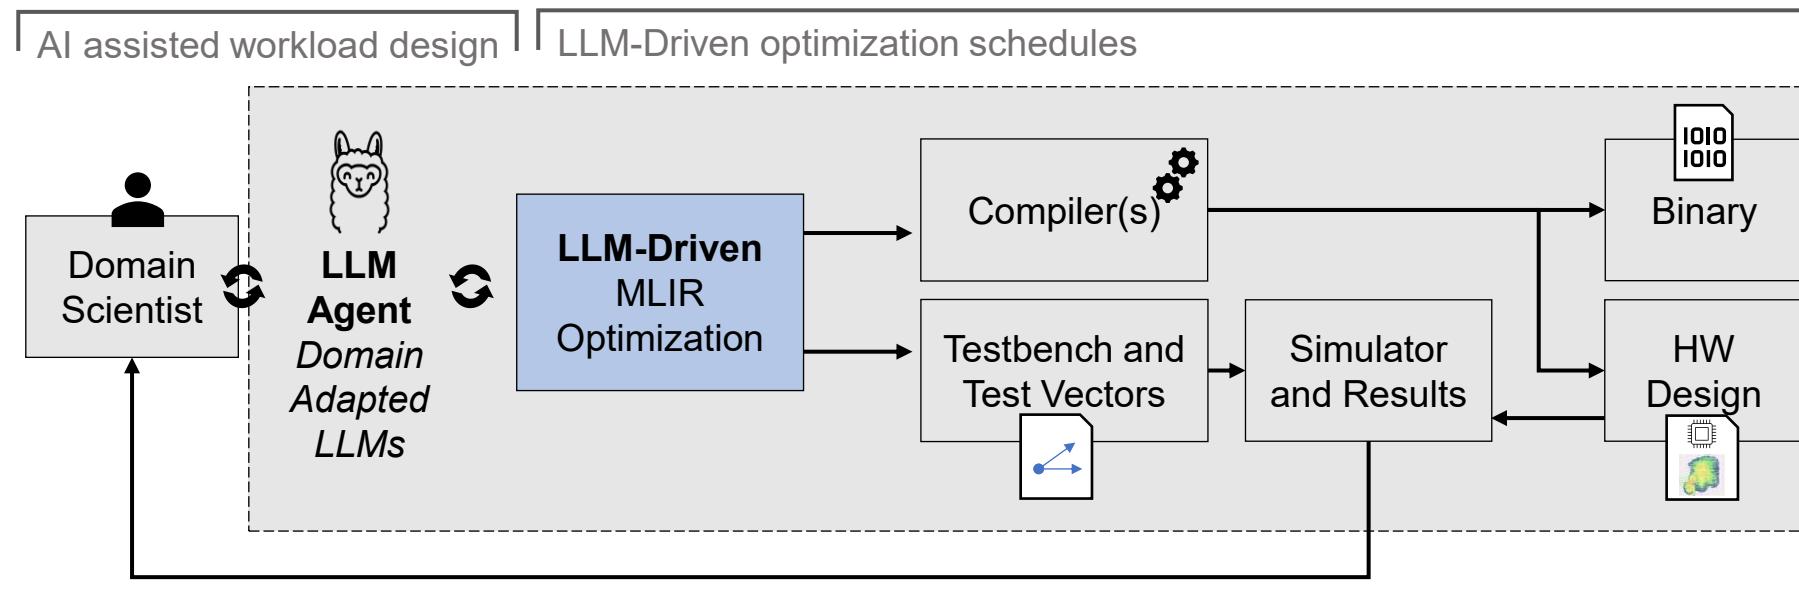 AI assisted workload design
LLM-Driven optimization schedules
Domain
Scientist
LLM
Agent
Domain
Adapted
LLMs
LLM-Driven
MLIR
Optimization
Compiler(s)
1010
1010
Binary
Testbench and
Test Vectors
Simulator
and Results
HW
Design